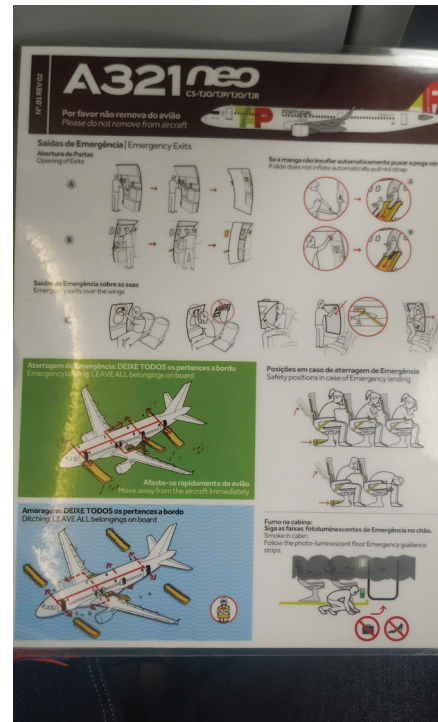 Nº.01 REV 02
A321neo
CS-TJO/TJP/TJQ/TJR
Por favor não remova do avião
Please do not remove from aircraft
TP
PORTUGAL
Saídas de Emergência | Emergency Exits
Abertura de Portas
Opening of Exits
Se a manga não insuflar automaticamente puxar a pega
If slide does not inflate automatically pull red strap
A
B
A
B
Saídas de Emergência sobre as asas
Emergency exits over the wings
C
Aterragem de Emergência: DEIXE TODOS os pertences a bordo
Emergency landing: LEAVE ALL belongings on board
Afaste-se rapidamente do avião
Move away from the aircraft immediately
Posições em caso de aterragem de Emergência
Safety positions in case of Emergency landing
Amaragem: DEIXE TODOS os pertences a bordo
Ditching: LEAVE ALL belongings on board
Fumo na cabina:
Siga as faixas fotoluminescentes de Emergência no chão.
Smoke in cabin:
Follow the photo-luminescent floor Emergency guidance
strips.